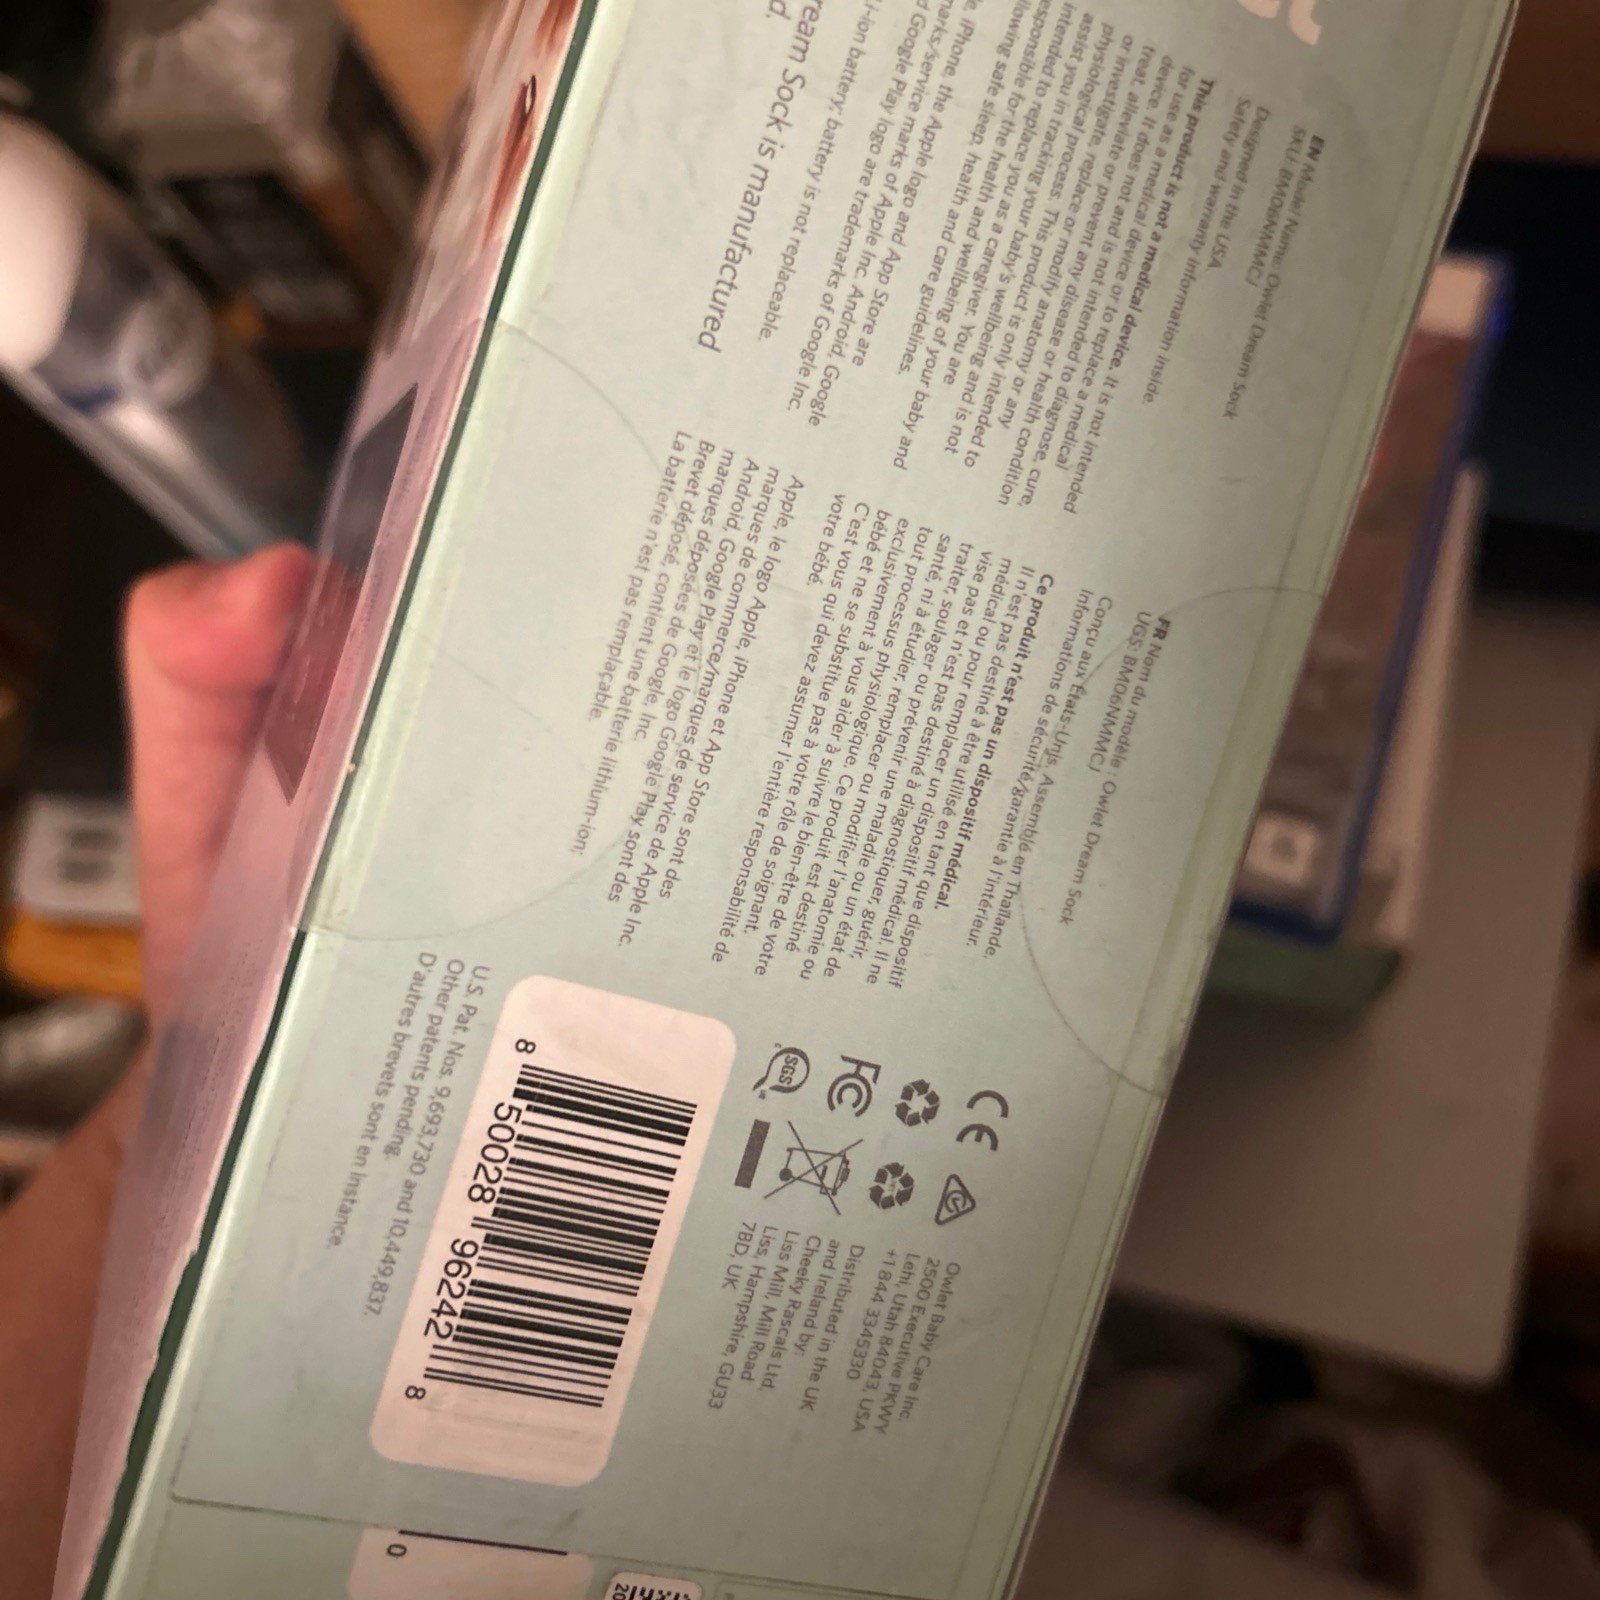 EN Model Name: Owlet Dream Sock
SKU: BM06NMMCJ
Designed in the USA
Safety and warranty information inside.
This product is not a medical device. It is not intended
for use as a medical device or to replace a medical
device. It does not and is not intended to diagnose, cure,
treat, alleviate or prevent any disease or health condition
or investigate, replace or modify anatomy or any
physiological process. This product is only intended to
assist you in tracking your baby's wellbeing and is not
intended to replace you as a caregiver. You are
responsible for the health and wellbeing of your baby and
safe sleep, health and care guidelines.
iPhone, the Apple logo and App Store are
service marks of Apple Inc. Android, Google
Google Play logo are trademarks of Google Inc.
battery; battery is not replaceable.
Sock is manufactured
FR Nom du modèle : Owlet Dream Sock
UGS: BM06NMMCJ
Conçu aux États-Unis. Assemblé en Thaïlande.
Informations de sécurité/garantie à l'intérieur.
Ce produit n'est pas un dispositif médical.
Il n'est pas destiné à être utilisé en tant que dispositif
médical ou pour remplacer un dispositif médical. Il ne
vise pas et n'est pas destiné à diagnostiquer, guérir,
traiter, soulager ou prévenir une maladie ou un état de
santé, ni à étudier, remplacer ou modifier l'anatomie ou
tout processus physiologique. Ce produit est destiné
exclusivement à vous aider à suivre le bien-être de votre
bébé et ne se substitue pas à votre rôle de soignant.
C'est vous qui devez assumer l'entière responsabilité de
votre bébé.
Apple, le logo Apple, iPhone et App Store sont des
marques de commerce/marques de service de Apple Inc.
Android, Google Play et le logo Google Play sont des
marques déposées de Google, Inc.
Brevet déposé, contient une batterie lithium-ion;
La batterie n'est pas remplaçable.
CE
FC
SGS
Owlet Baby Care Inc.
2500 Executive PKWY
Lehi, Utah 84043, USA
+1 844 3345330
Distributed in the UK
and Ireland by:
Cheeky Rascals Ltd,
Liss Mill, Mill Road
Liss, Hampshire, GU33
7BD, UK
8 50028 96242 8
U.S. Pat. Nos. 9,693,730 and 10,449,837.
Other patents pending.
D'autres brevets sont en instance.
0
20